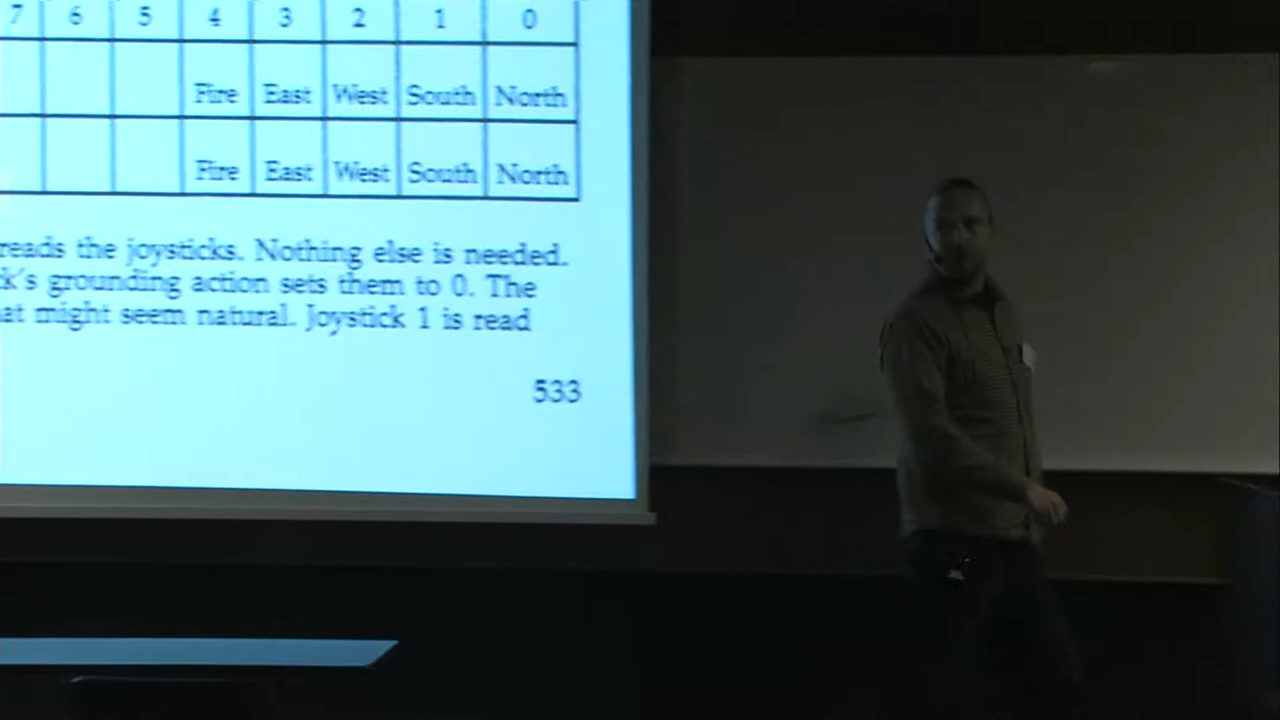 7 6 5 4 3 2 1 0
Fire East West South North
Fire East West South North
reads the joysticks. Nothing else is needed.
k's grounding action sets them to 0. The
at might seem natural. Joystick 1 is read
533